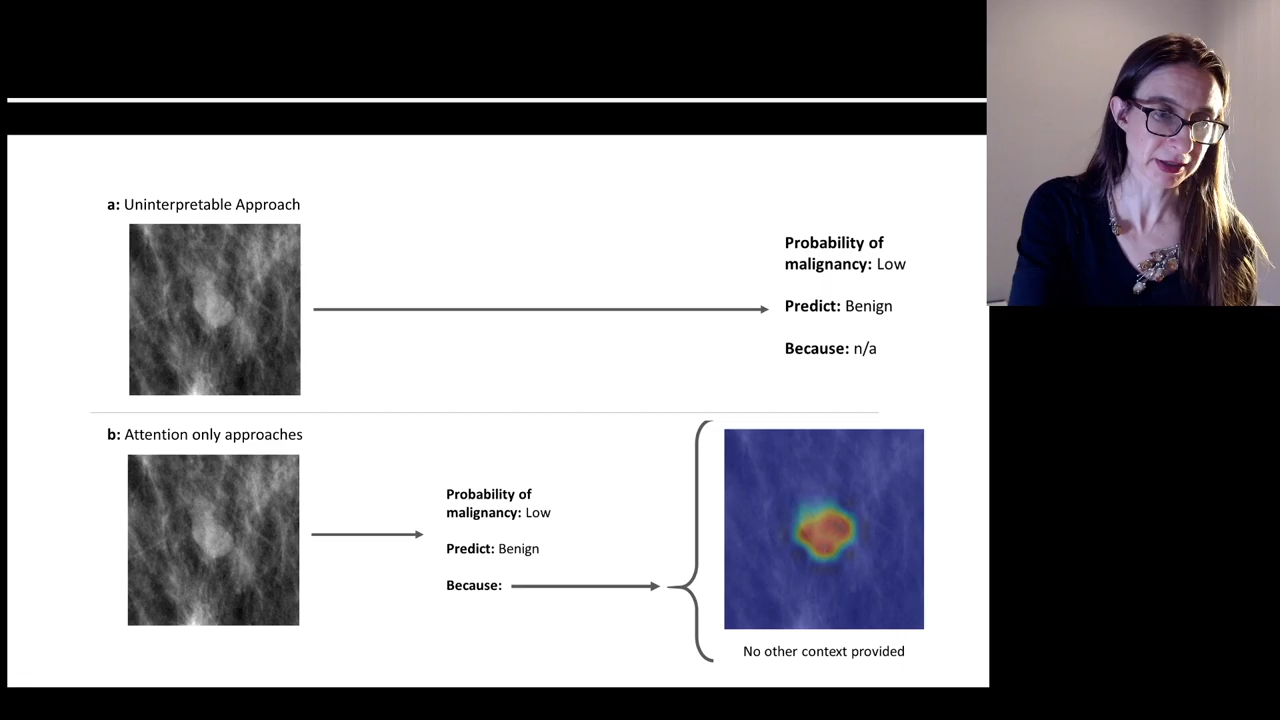 a: Uninterpretable Approach
Probability of
malignancy: Low
Predict: Benign
Because: n/a
b: Attention only approaches
Probability of
malignancy: Low
Predict: Benign
Because:
No other context provided